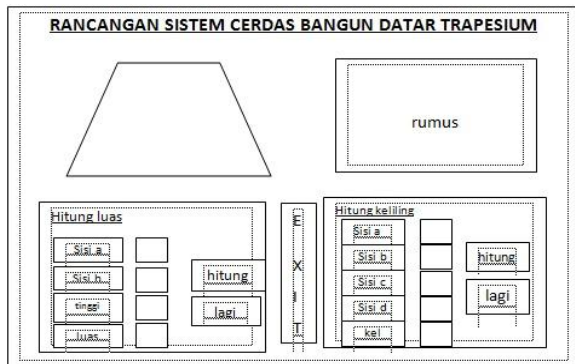 RANCANGAN SISTEM CERDAS BANGUN DATAR TRAPESIUM
rumus
Hitung luas
Sisi a
Sisi b
tinggi
luas
hitung
lagi
E
X
I
T
Hitung keliling
Sisi a
Sisi b
Sisi c
Sisi d
kel
hitung
lagi